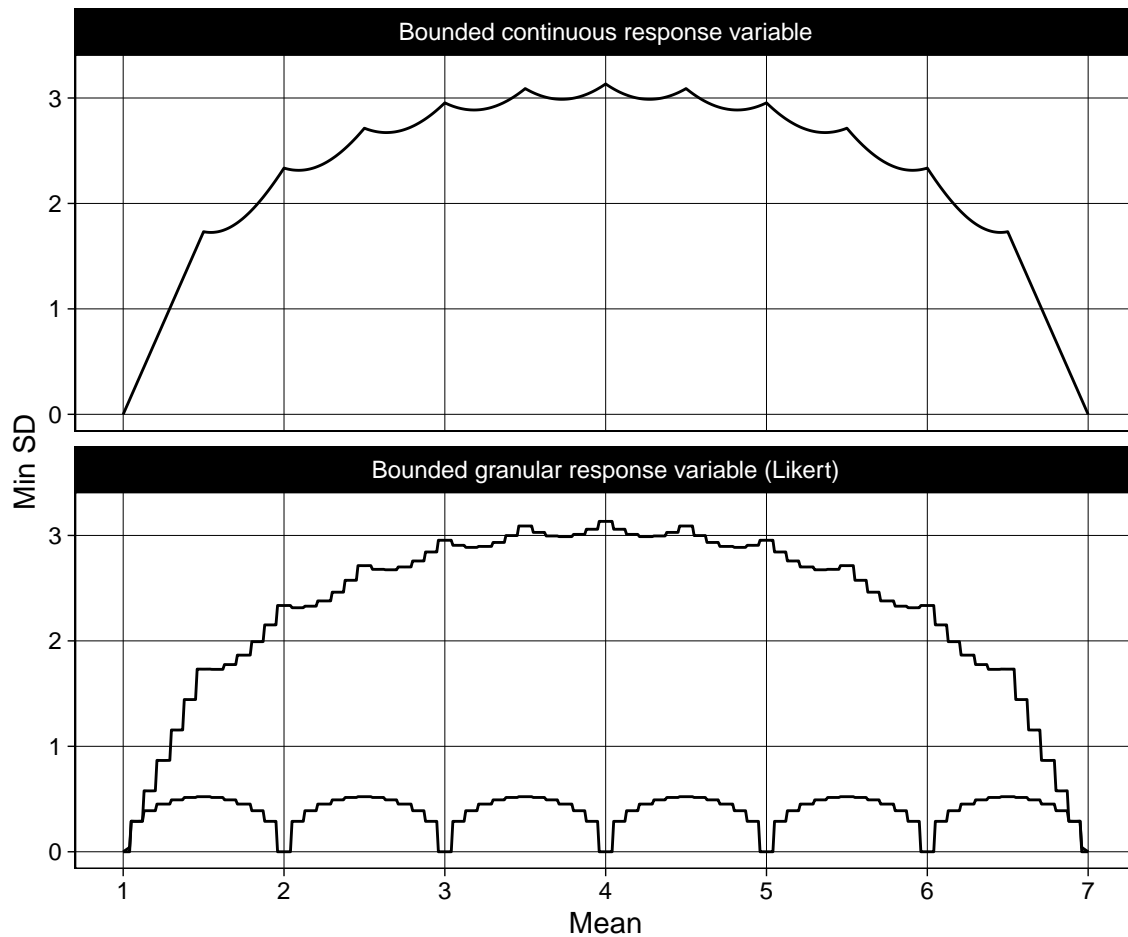 Bounded continuous response variable
3
2
1
0
Min SD
Bounded granular response variable (Likert)
3
2
1
0
1 2 3 4 5 6 7
Mean